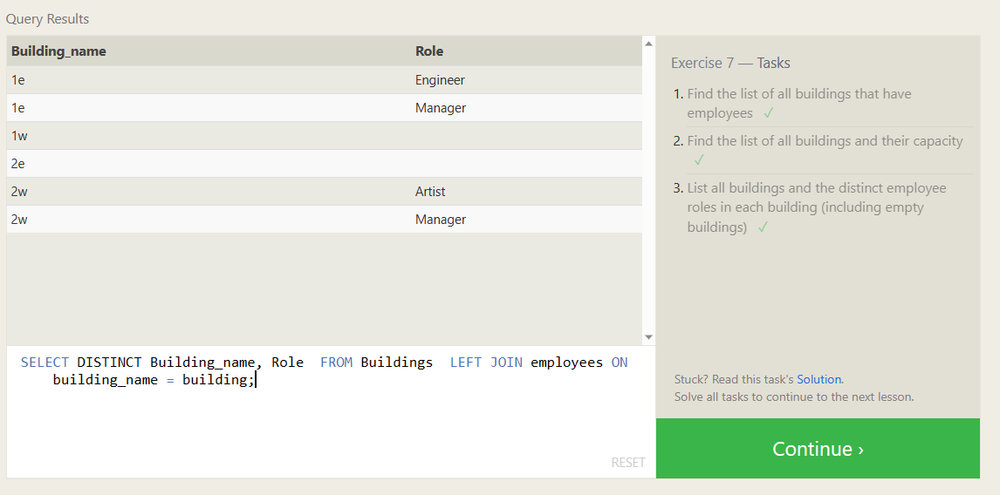 Query Results
Building_name Role
1e Engineer
1e Manager
1w
2e
2w Artist
2w Manager
SELECT DISTINCT Building_name, Role  FROM Buildings  LEFT JOIN employees ON
building_name = building;
RESET
Exercise 7 — Tasks
1. Find the list of all buildings that have
employees ✓
2. Find the list of all buildings and their capacity
✓
3. List all buildings and the distinct employee
roles in each building (including empty
buildings) ✓
Stuck? Read this task's Solution.
Solve all tasks to continue to the next lesson.
Continue ›